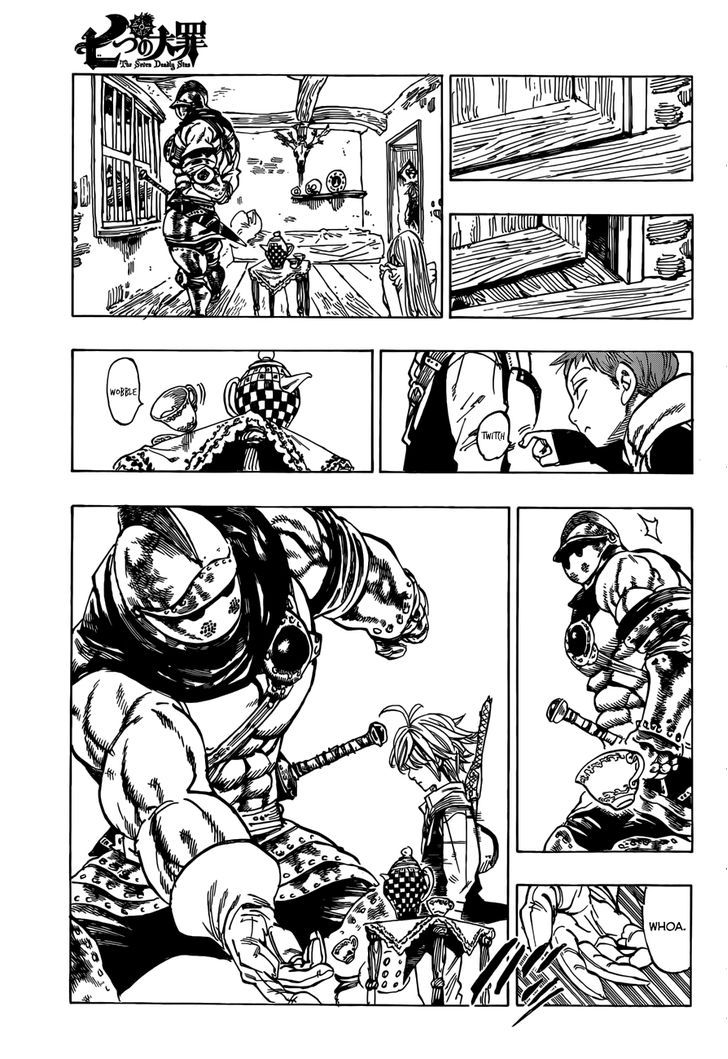 七つの大罪
The Seven Deadly Sins
TWITCH
WOBBLE
WHOA.